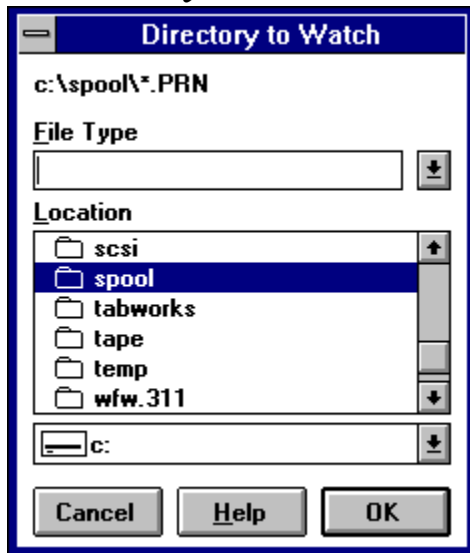 Directory to Watch
c:\spool\*.PRN
File Type
Location
scsi
spool
tabworks
tape
temp
wfw.311
c:
Cancel Help OK